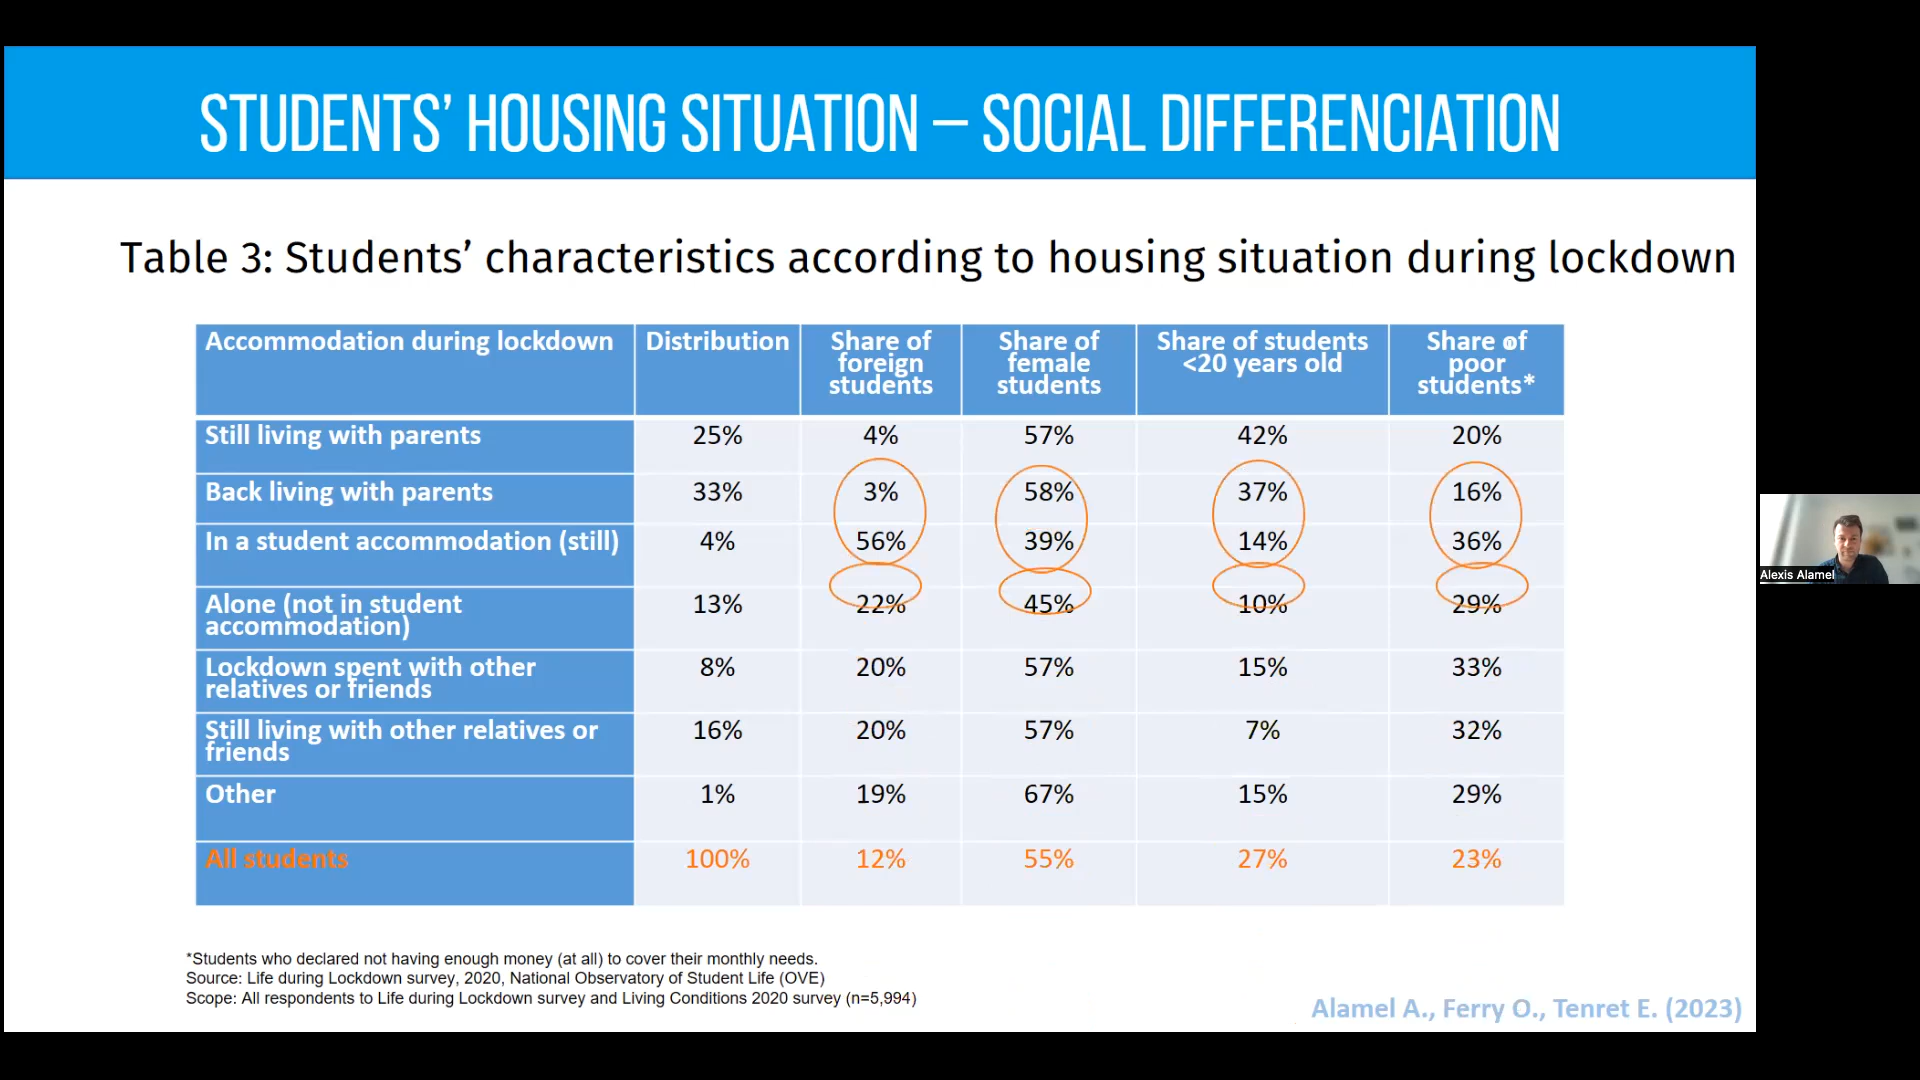 STUDENTS' HOUSING SITUATION – SOCIAL DIFFERENCIATION
Table 3: Students' characteristics according to housing situation during lockdown
Accommodation during lockdown
Distribution
Share of
foreign
students
Share of
female
students
Share of students
<20 years old
Share of
poor
students*
Still living with parents
25%
4%
57%
42%
20%
Back living with parents
33%
3%
58%
37%
16%
In a student accommodation (still)
4%
56%
39%
14%
36%
Alone (not in student
accommodation)
13%
22%
45%
10%
29%
Lockdown spent with other
relatives or friends
8%
20%
57%
15%
33%
Still living with other relatives or
friends
16%
20%
57%
7%
32%
Other
1%
19%
67%
15%
29%
All students
100%
12%
55%
27%
23%
*Students who declared not having enough money (at all) to cover their monthly needs.
Source: Life during Lockdown survey, 2020, National Observatory of Student Life (OVE)
Scope: All respondents to Life during Lockdown survey and Living Conditions 2020 survey (n=5,994)
Alamel A., Ferry O., Tenret E. (2023)
Alexis Alamel